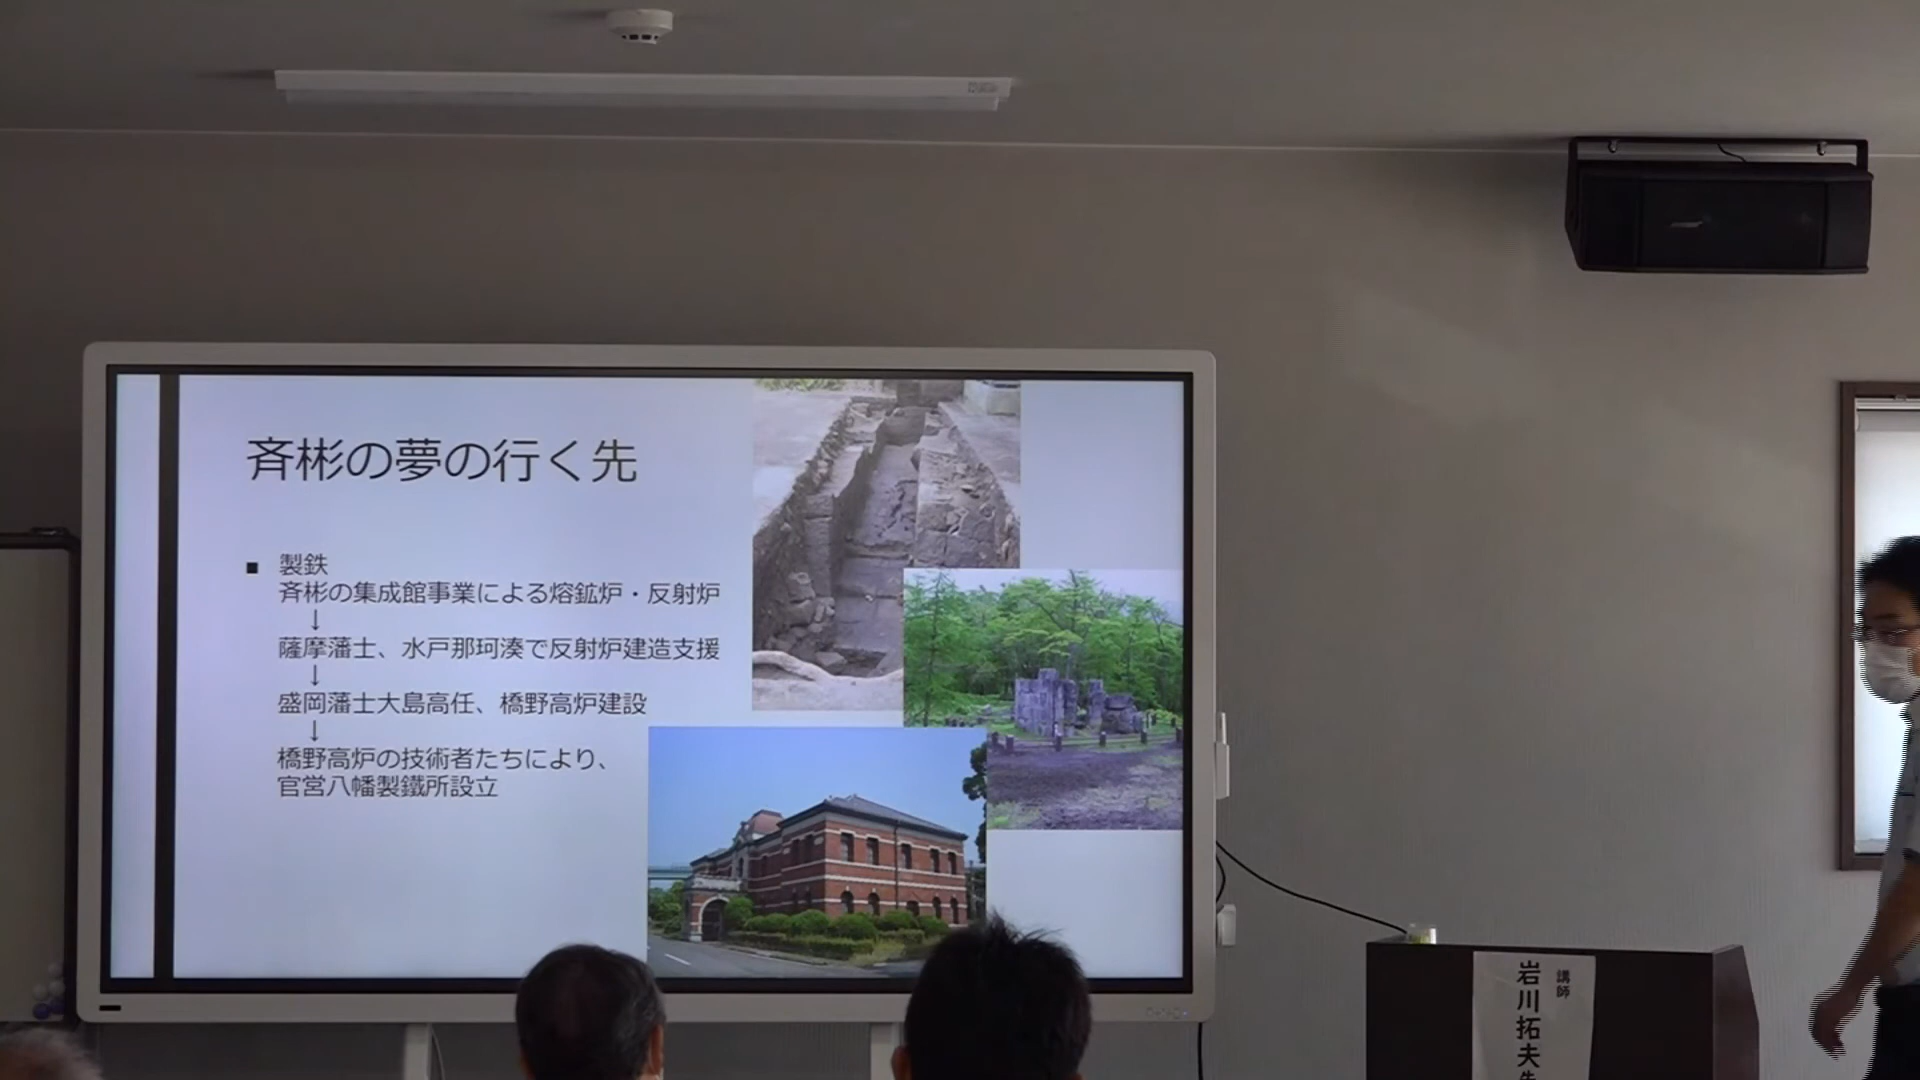 斉彬の夢の行く先
■ 製鉄
斉彬の集成館事業による熔鉱炉・反射炉
↓
薩摩藩士、水戸那珂湊で反射炉建造支援
↓
盛岡藩士大島高任、橋野高炉建設
↓
橋野高炉の技術者たちにより、
官営八幡製鐵所設立
講師
岩川拓夫先